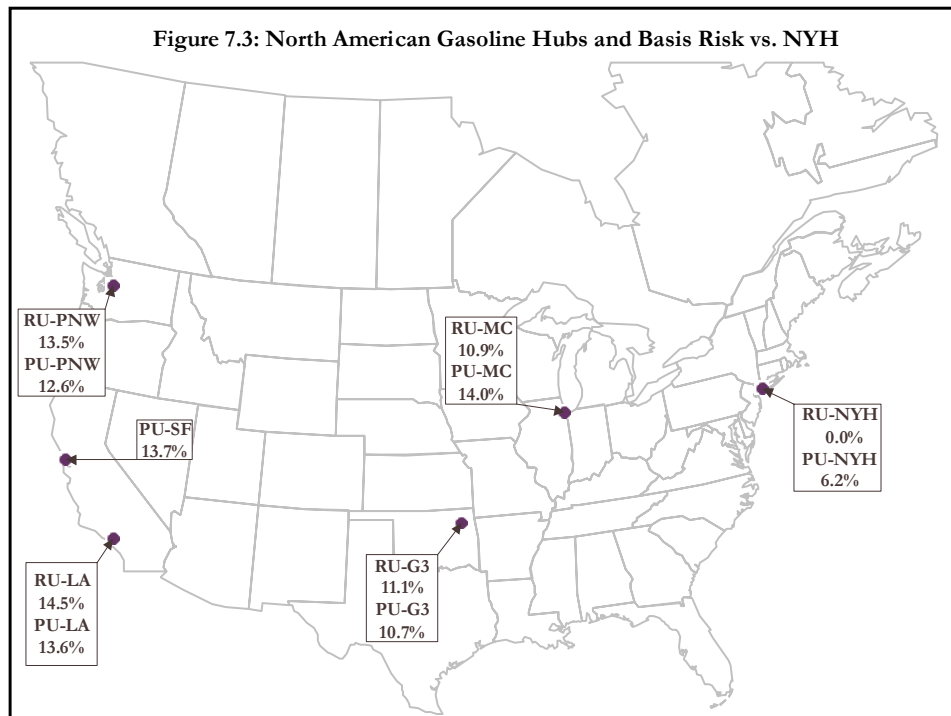 Figure 7.3: North American Gasoline Hubs and Basis Risk vs. NYH
RU-PNW
13.5%
PU-PNW
12.6%
PU-SF
13.7%
RU-LA
14.5%
PU-LA
13.6%
RU-MC
10.9%
PU-MC
14.0%
RU-G3
11.1%
PU-G3
10.7%
RU-NYH
0.0%
PU-NYH
6.2%